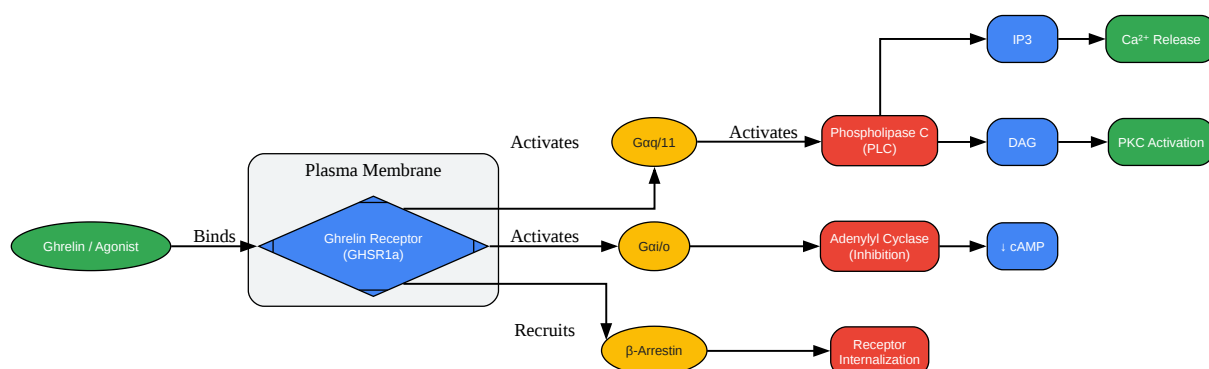 IP3
Ca²⁺ Release
Activates
Gαq/11
Activates
Phospholipase C
(PLC)
DAG
PKC Activation
Plasma Membrane
Ghrelin / Agonist
Binds
Ghrelin Receptor
(GHSR1a)
Activates
Gαi/o
Adenylyl Cyclase
(Inhibition)
↓ cAMP
Recruits
β-Arrestin
Receptor
Internalization